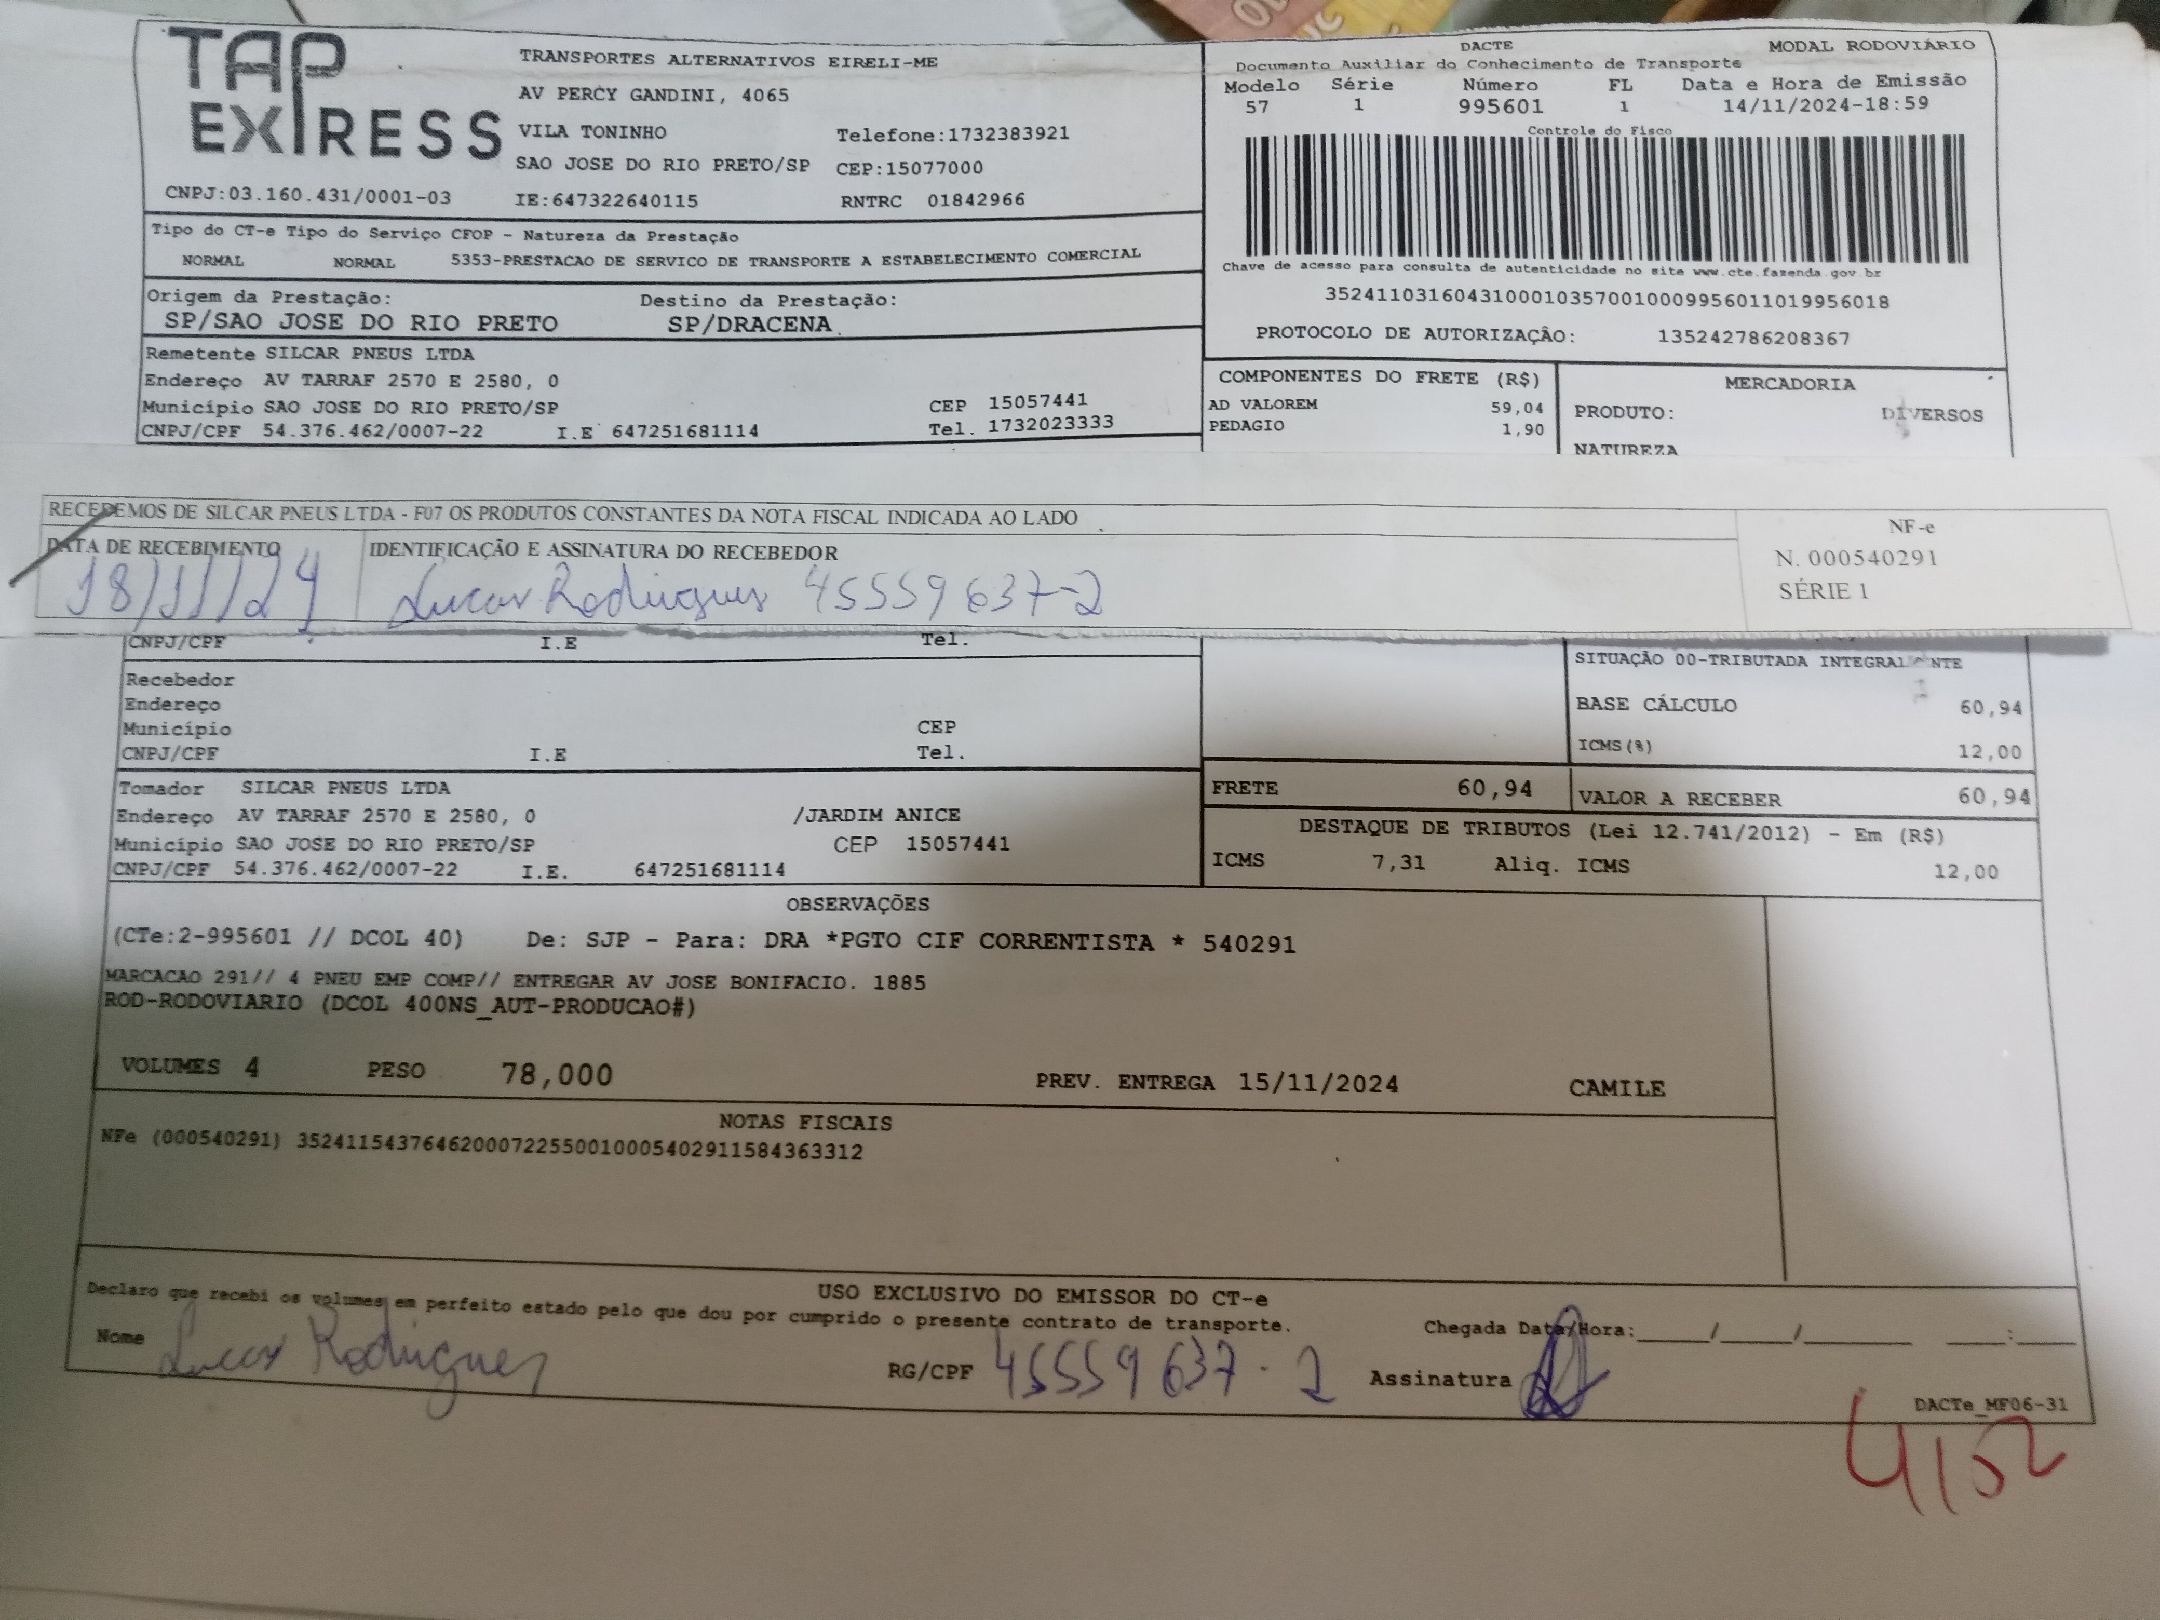 TAP EXPRESS
TRANSPORTES ALTERNATIVOS EIRELI-ME
AV PERCY GANDINI, 4065
VILA TONINHO Telefone:1732383921
SAO JOSE DO RIO PRETO/SP CEP:15077000
CNPJ:03.160.431/0001-03 IE:647322640115 RNTRC 01842966
DACTE MODAL RODOVIÁRIO
Documento Auxiliar do Conhecimento de Transporte
Modelo Série Número FL Data e Hora de Emissão
57 1 995601 1 14/11/2024-18:59
Controle do Fisco
Chave de acesso para consulta de autenticidade no site www.cte.fazenda.gov.br
35241103160431000103570010009956011019956018
PROTOCOLO DE AUTORIZAÇÃO: 135242786208367
Tipo do CT-e Tipo do Serviço CFOP - Natureza da Prestação
NORMAL NORMAL 5353-PRESTACAO DE SERVICO DE TRANSPORTE A ESTABELECIMENTO COMERCIAL
Origem da Prestação: Destino da Prestação:
SP/SAO JOSE DO RIO PRETO SP/DRACENA
Remetente SILCAR PNEUS LTDA
Endereço AV TARRAF 2570 E 2580, 0
Município SAO JOSE DO RIO PRETO/SP CEP 15057441
CNPJ/CPF 54.376.462/0007-22 I.E 647251681114 Tel. 1732023333
COMPONENTES DO FRETE (R$)
AD VALOREM 59,04
PEDAGIO 1,90
MERCADORIA
PRODUTO: DIVERSOS
NATUREZA
RECEBEMOS DE SILCAR PNEUS LTDA - F07 OS PRODUTOS CONSTANTES DA NOTA FISCAL INDICADA AO LADO
DATA DE RECEBIMENTO IDENTIFICAÇÃO E ASSINATURA DO RECEBEDOR
18/11/24 Lucas Rodrigues 45559637-2
NF-e
N. 000540291
SÉRIE 1
CNPJ/CPF I.E Tel.
Recebedor
Endereço
Município CEP
CNPJ/CPF I.E Tel.
SITUAÇÃO 00-TRIBUTADA INTEGRALMENTE
BASE CÁLCULO 60,94
ICMS(%) 12,00
Tomador SILCAR PNEUS LTDA
Endereço AV TARRAF 2570 E 2580, 0 /JARDIM ANICE
Município SAO JOSE DO RIO PRETO/SP CEP 15057441
CNPJ/CPF 54.376.462/0007-22 I.E. 647251681114
FRETE 60,94 VALOR A RECEBER 60,94
DESTAQUE DE TRIBUTOS (Lei 12.741/2012) - Em (R$)
ICMS 7,31 Aliq. ICMS 12,00
OBSERVAÇÕES
(CTe:2-995601 // DCOL 40) De: SJP - Para: DRA *PGTO CIF CORRENTISTA * 540291
MARCACAO 291// 4 PNEU EMP COMP// ENTREGAR AV JOSE BONIFACIO. 1885
ROD-RODOVIARIO (DCOL 400NS_AUT-PRODUCAO#)
VOLUMES 4 PESO 78,000 PREV. ENTREGA 15/11/2024 CAMILE
NOTAS FISCAIS
NFe (000540291) 35241154376462000722550010005402911584363312
USO EXCLUSIVO DO EMISSOR DO CT-e
Declaro que recebi os volumes em perfeito estado pelo que dou por cumprido o presente contrato de transporte.
Chegada Data/Hora:_____/_____/________ ____:____
Nome Lucas Rodrigues RG/CPF 45559637-2 Assinatura
DACTe_MF06-31
4152